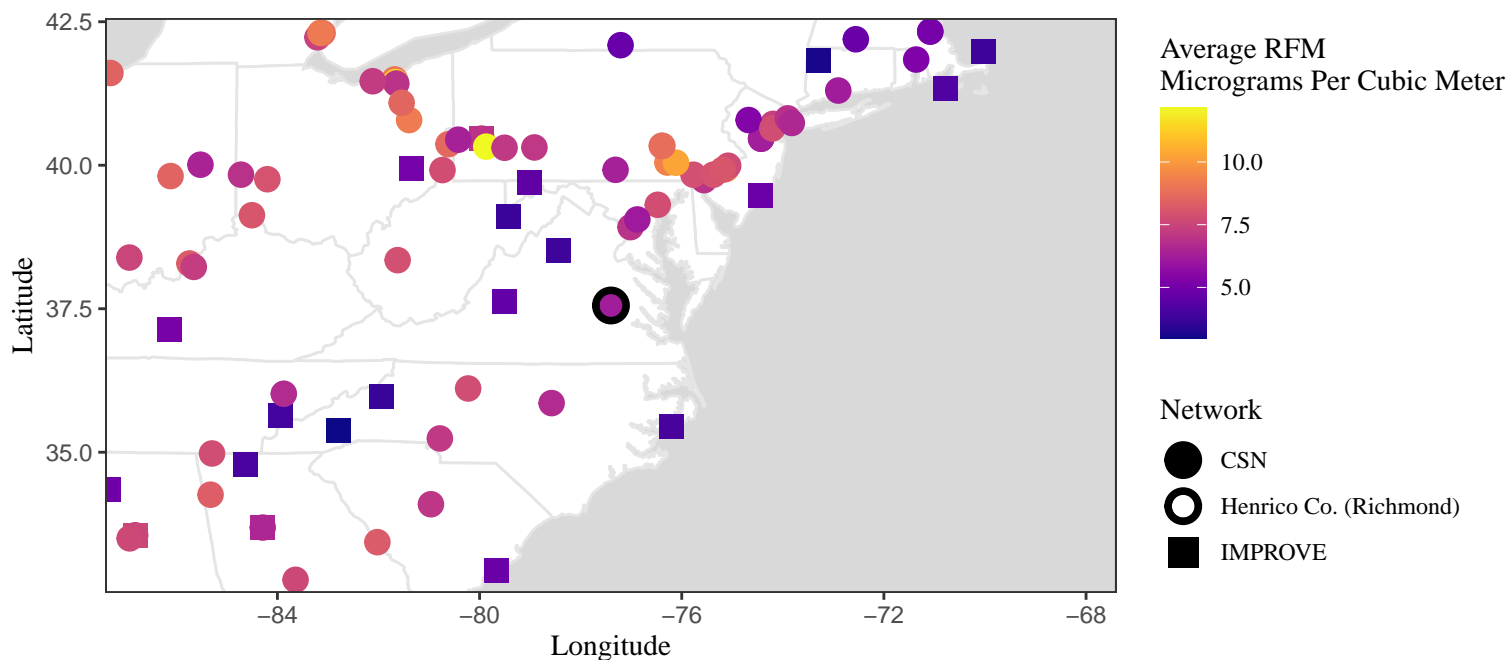 42.5
40.0
37.5
35.0
Latitude
−84
−80
−76
−72
−68
Longitude
Average RFM
Micrograms Per Cubic Meter
10.0
7.5
5.0
Network
CSN
Henrico Co. (Richmond)
IMPROVE